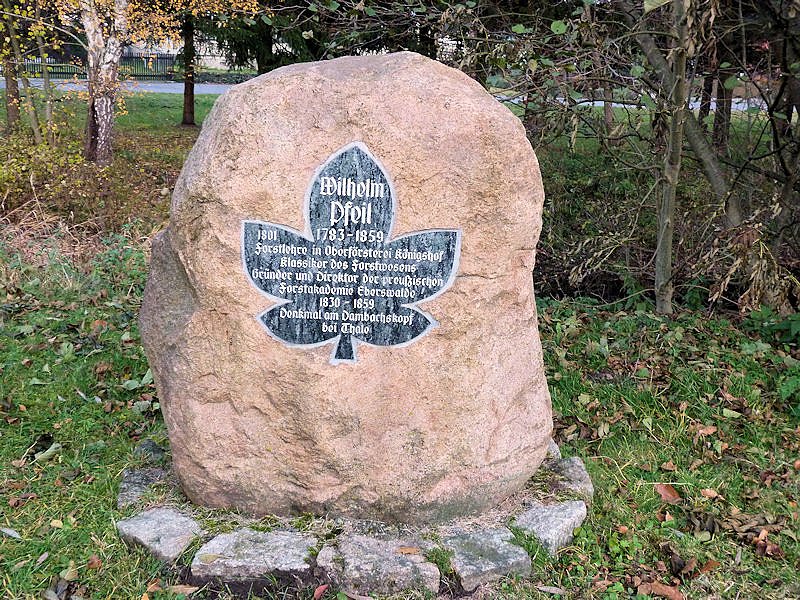 Wilhelm
Pfeil
1801 1783-1859
Forstlehre in Oberförsterei Königshof
Klassiker des Forstwesens
Gründer und Direktor der preußischen
Forstakademie Eberswalde
1830 - 1859
Denkmal am Dambachskopf
bei Thale